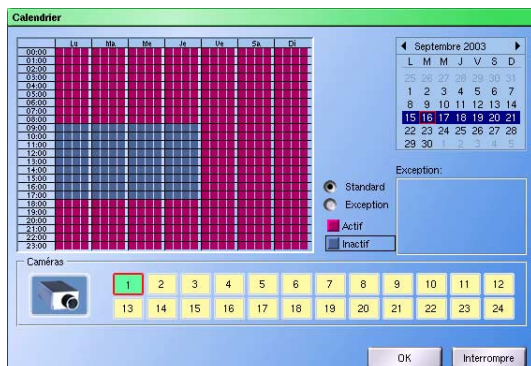 Calendrier
Lu Ma Me Je Ve Sa Di
00:00
01:00
02:00
03:00
04:00
05:00
06:00
07:00
08:00
09:00
10:00
11:00
12:00
13:00
14:00
15:00
16:00
17:00
18:00
19:00
20:00
21:00
22:00
23:00
Septembre 2003
L M M J V S D
25 26 27 28 29 30 31
1 2 3 4 5 6 7
8 9 10 11 12 13 14
15 16 17 18 19 20 21
22 23 24 25 26 27 28
29 30 1 2 3 4 5
Exception:
Standard
Exception
Actif
Inactif
Caméras
1 2 3 4 5 6 7 8 9 10 11 12
13 14 15 16 17 18 19 20 21 22 23 24
OK Interrompre